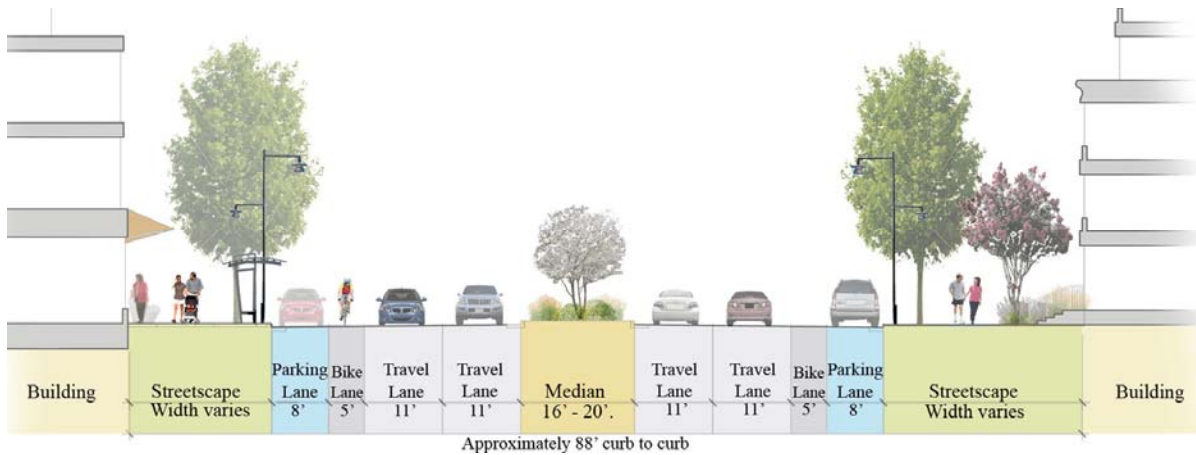 Building
Streetscape
Width varies
Parking
Lane
8'
Bike
Lane
5'
Travel
Lane
11'
Travel
Lane
11'
Median
16' - 20'.
Travel
Lane
11'
Travel
Lane
11'
Bike
Lane
5'
Parking
Lane
8'
Streetscape
Width varies
Building
Approximately 88' curb to curb